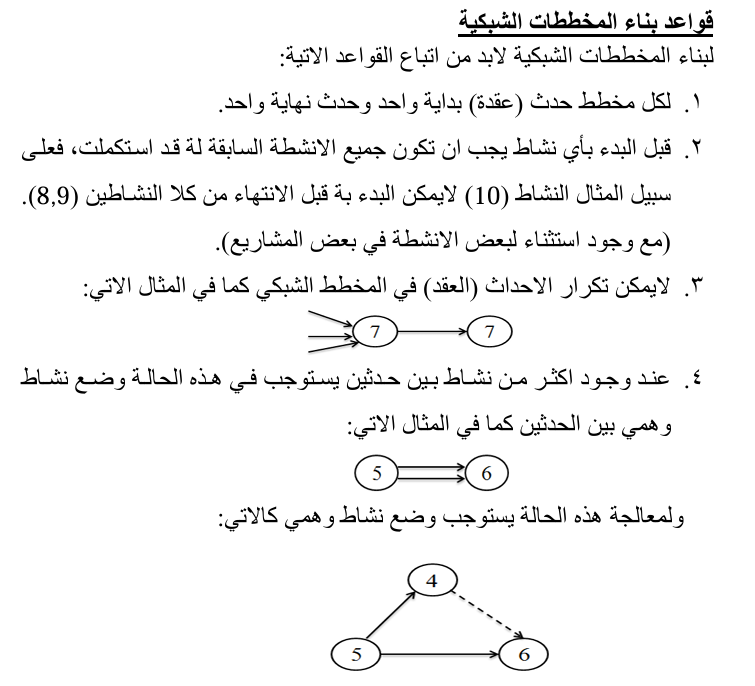 قواعد بناء المخططات الشبكية
لبناء المخططات الشبكية لابد من اتباع القواعد الاتية:
١. لكل مخطط حدث (عقدة) بداية واحد وحدث نهاية واحد.
٢. قبل البدء بأي نشاط يجب ان تكون جميع الانشطة السابقة لة قد استكملت، فعلى
سبيل المثال النشاط (10) لايمكن البدء بة قبل الانتهاء من كلا النشاطين (8,9).
(مع وجود استثناء لبعض الانشطة في بعض المشاريع).
٣. لايمكن تكرار الاحداث (العقد) في المخطط الشبكي كما في المثال الاتي:
7 7
٤. عند وجود اكثر من نشاط بين حدثين يستوجب في هذه الحالة وضع نشاط
وهمي بين الحدثين كما في المثال الاتي:
5 6
ولمعالجة هذه الحالة يستوجب وضع نشاط وهمي كالاتي:
4
5 6